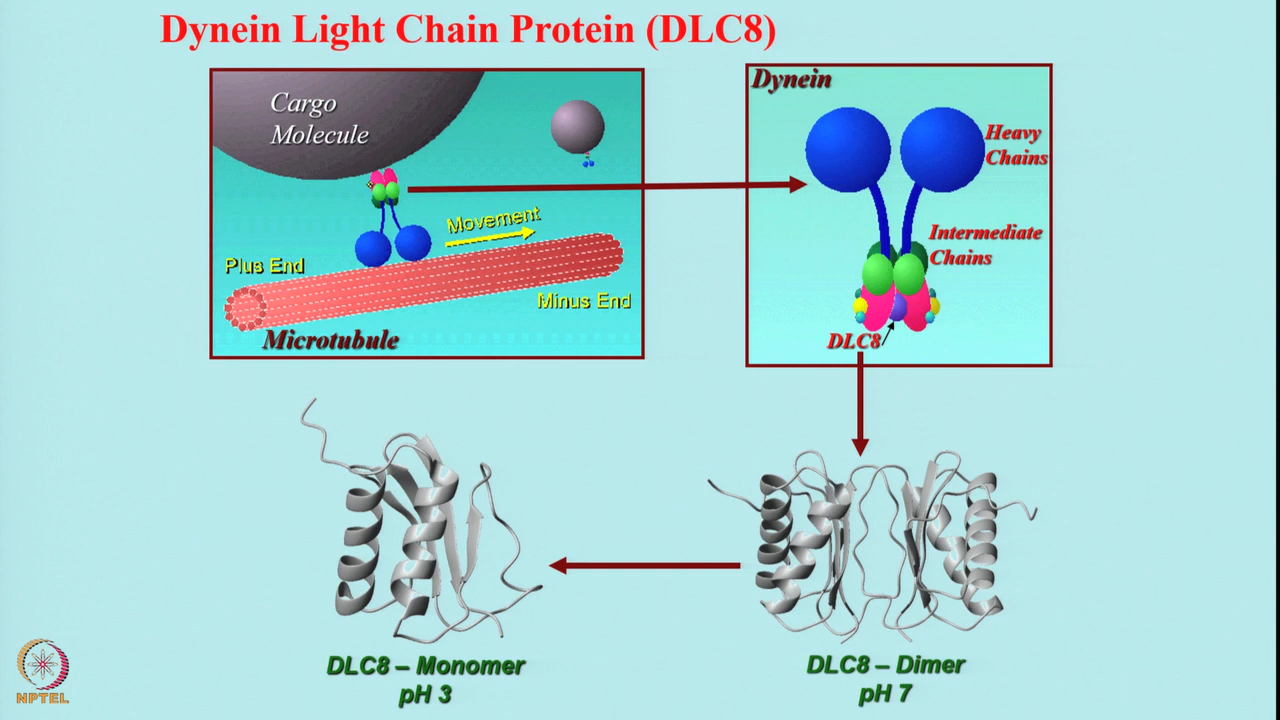 Dynein Light Chain Protein (DLC8)
Cargo
Molecule
Movement
Plus End
Minus End
Microtubule
Dynein
Heavy
Chains
Intermediate
Chains
DLC8
DLC8 – Monomer
pH 3
DLC8 – Dimer
pH 7
NPTEL